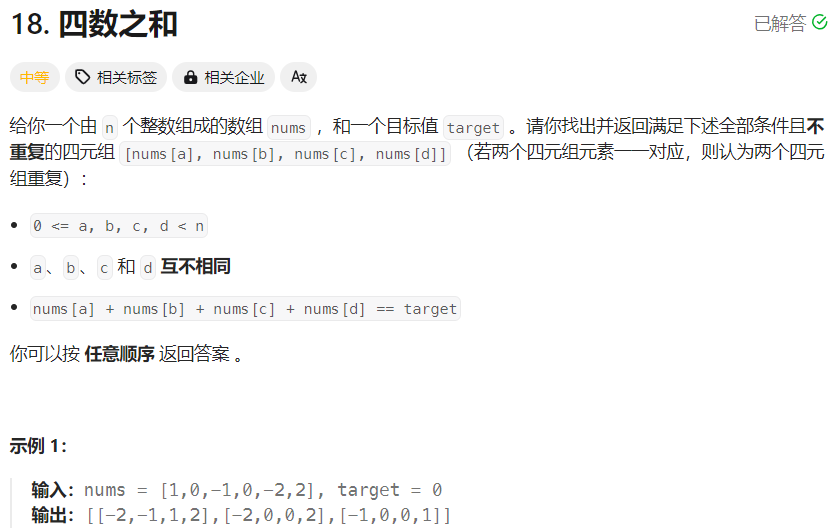 18. 四数之和
已解答
中等 相关标签 相关企业
给你一个由 n 个整数组成的数组 nums ，和一个目标值 target 。请你找出并返回满足下述全部条件且不
重复的四元组 [nums[a], nums[b], nums[c], nums[d]] （若两个四元组元素一一对应，则认为两个四元
组重复）：
0 <= a, b, c, d < n
a、b、c 和 d 互不相同
nums[a] + nums[b] + nums[c] + nums[d] == target
你可以按 任意顺序 返回答案 。
示例 1：
输入：nums = [1,0,-1,0,-2,2], target = 0
输出：[[-2,-1,1,2],[-2,0,0,2],[-1,0,0,1]]